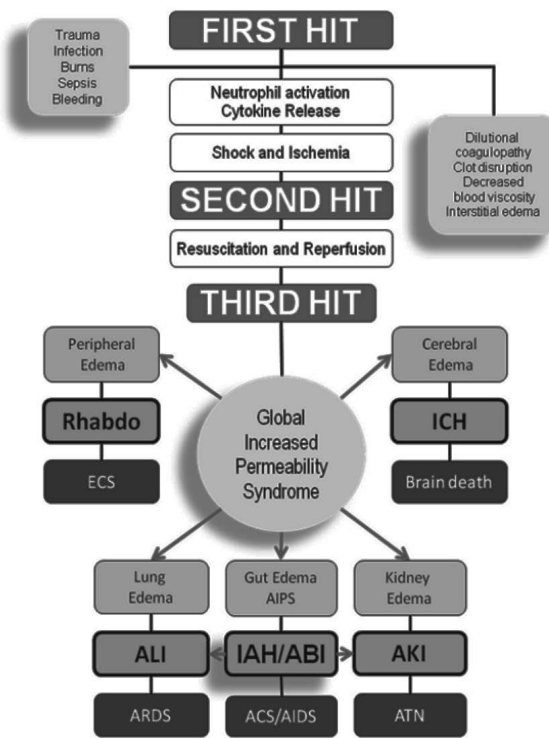 FIRST HIT
Trauma
Infection
Burns
Sepsis
Bleeding
Neutrophil activation
Cytokine Release
Shock and Ischemia
Dilutional
coagulopathy
Clot disruption
Decreased
blood viscosity
Interstitial edema
SECOND HIT
Resuscitation and Reperfusion
THIRD HIT
Peripheral
Edema
Rhabdo
ECS
Global
Increased
Permeability
Syndrome
Cerebral
Edema
ICH
Brain death
Lung
Edema
ALI
ARDS
Gut Edema
AIPS
IAH/ABI
ACS/AIDS
Kidney
Edema
AKI
ATN